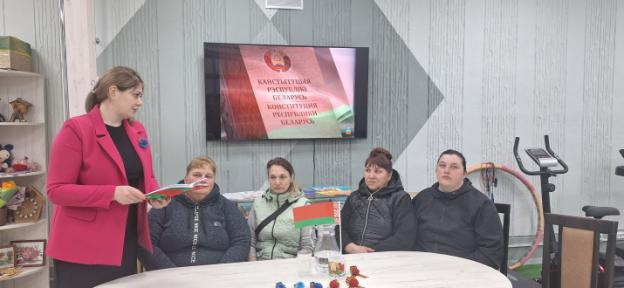 КАНСТЫТУЦЫЯ
РЭСПУБЛІКІ
БЕЛАРУСЬ
КОНСТИТУЦИЯ
РЕСПУБЛИКИ
БЕЛАРУСЬ